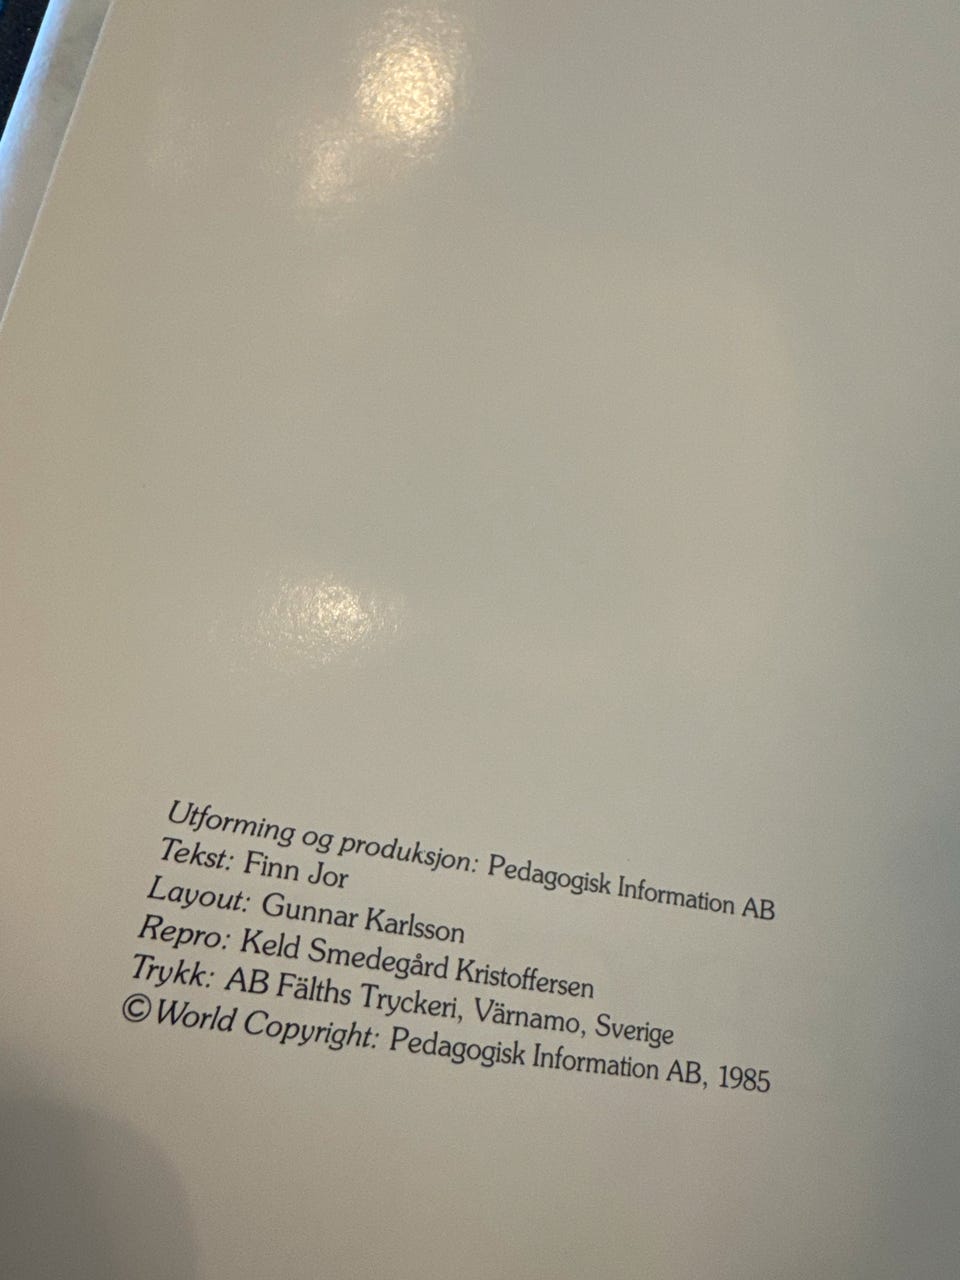 Utforming og produksjon: Pedagogisk Information AB
Tekst: Finn Jor
Layout: Gunnar Karlsson
Repro: Keld Smedegård Kristoffersen
Trykk: AB Fälths Tryckeri, Värnamo, Sverige
©World Copyright: Pedagogisk Information AB, 1985